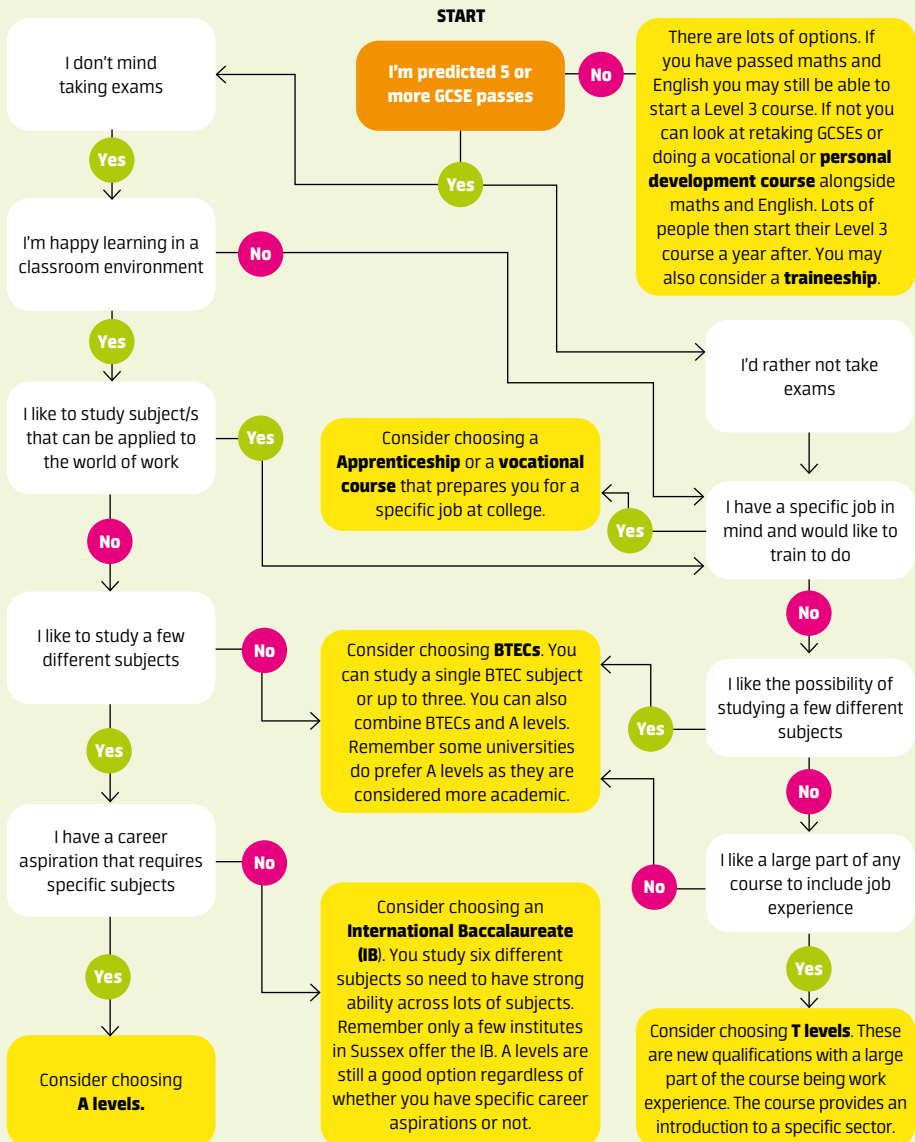 START
I'm predicted 5 or
more GCSE passes
No
There are lots of options. If
you have passed maths and
English you may still be able to
start a Level 3 course. If not you
can look at retaking GCSEs or
doing a vocational or personal
development course alongside
maths and English. Lots of
people then start their Level 3
course a year after. You may
also consider a traineeship.
Yes
I don't mind
taking exams
Yes
I'm happy learning in a
classroom environment
No
Yes
I like to study subject/s
that can be applied to
the world of work
Yes
No
I like to study a few
different subjects
No
Yes
I have a career
aspiration that requires
specific subjects
No
Yes
Consider choosing
A levels.
Consider choosing a
Apprenticeship or a vocational
course that prepares you for a
specific job at college.
Consider choosing BTECs. You
can study a single BTEC subject
or up to three. You can also
combine BTECs and A levels.
Remember some universities
do prefer A levels as they are
considered more academic.
Consider choosing an
International Baccalaureate
(IB). You study six different
subjects so need to have strong
ability across lots of subjects.
Remember only a few institutes
in Sussex offer the IB. A levels are
still a good option regardless of
whether you have specific career
aspirations or not.
I'd rather not take
exams
I have a specific job in
mind and would like to
train to do
Yes
No
I like the possibility of
studying a few different
subjects
Yes
No
I like a large part of any
course to include job
experience
No
Yes
Consider choosing T levels. These
are new qualifications with a large
part of the course being work
experience. The course provides an
introduction to a specific sector.